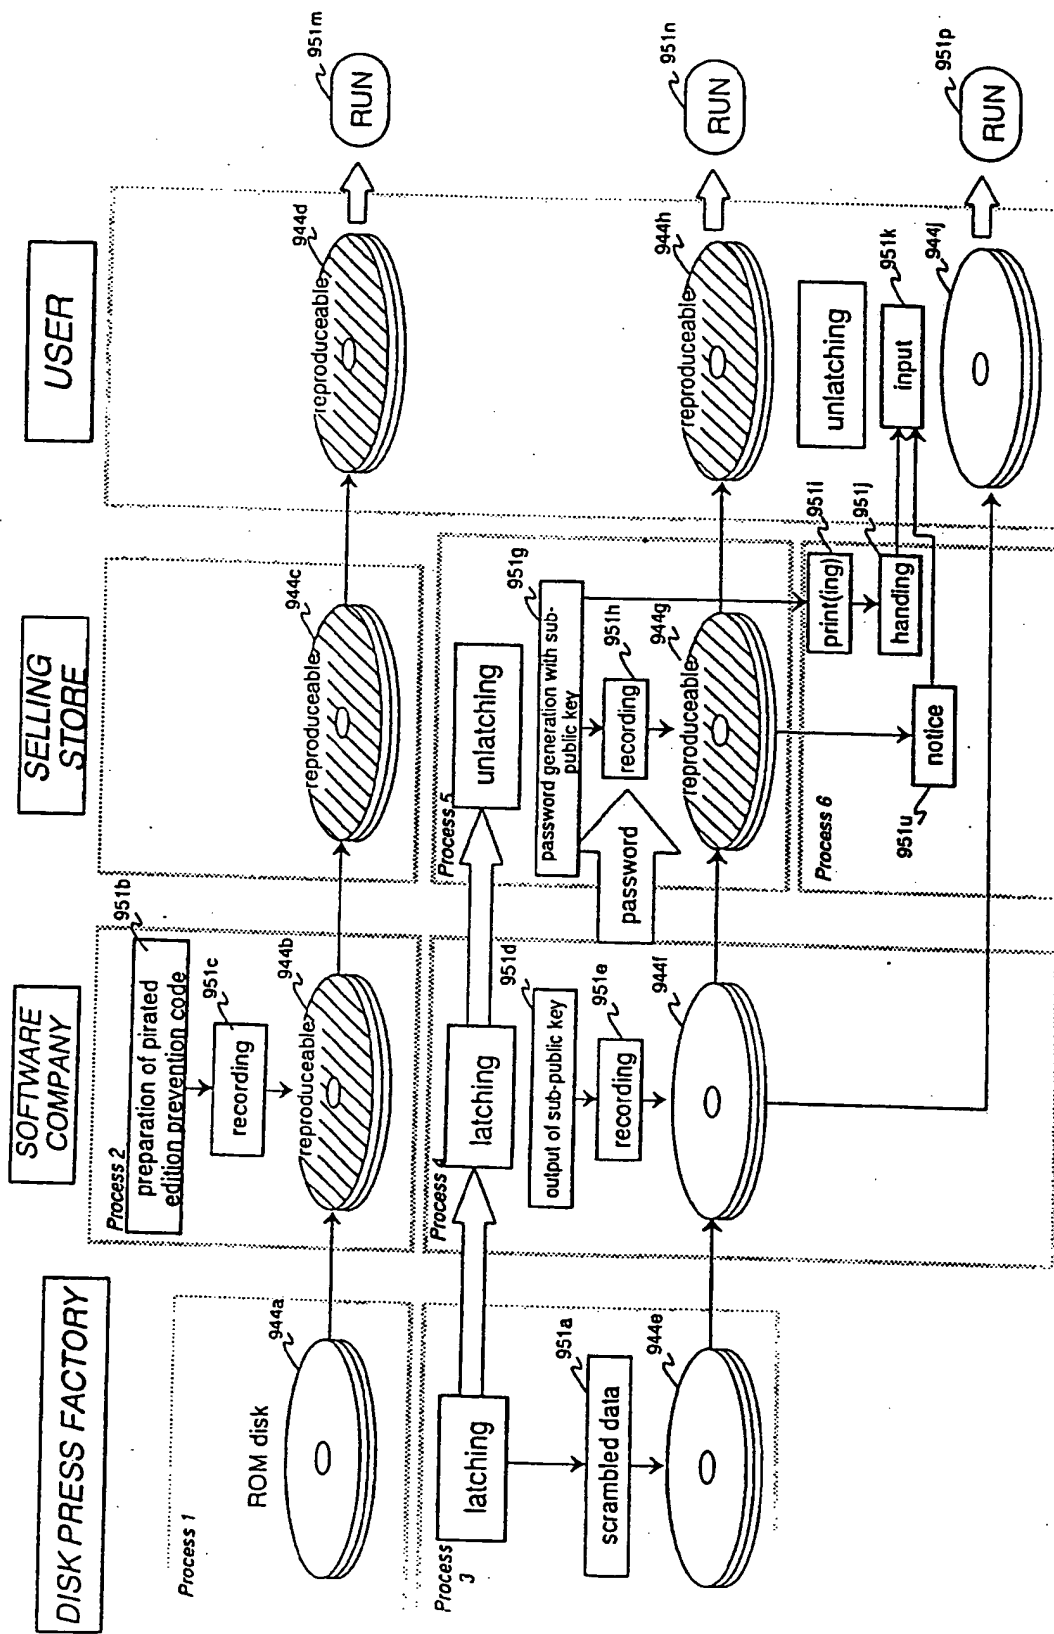 DISK PRESS FACTORY
SOFTWARE
COMPANY
SELLING
STORE
USER
Process 1
ROM disk
944a
Process 2
951b
preparation of pirated
edition prevention code
951c
recording
944b
reproduceable
944c
reproduceable
944d
reproduceable
951m
RUN
Process
3
latching
951a
scrambled data
944e
Process 4
latching
951d
output of sub-public key
951e
recording
944f
Process 5
unlatching
951g
password generation with sub-
public key
951h
recording
password
944g
reproduceable
944h
reproduceable
951n
RUN
Process 6
951u
notice
951i
print(ing)
951j
handing
unlatching
951k
input
944j
951p
RUN